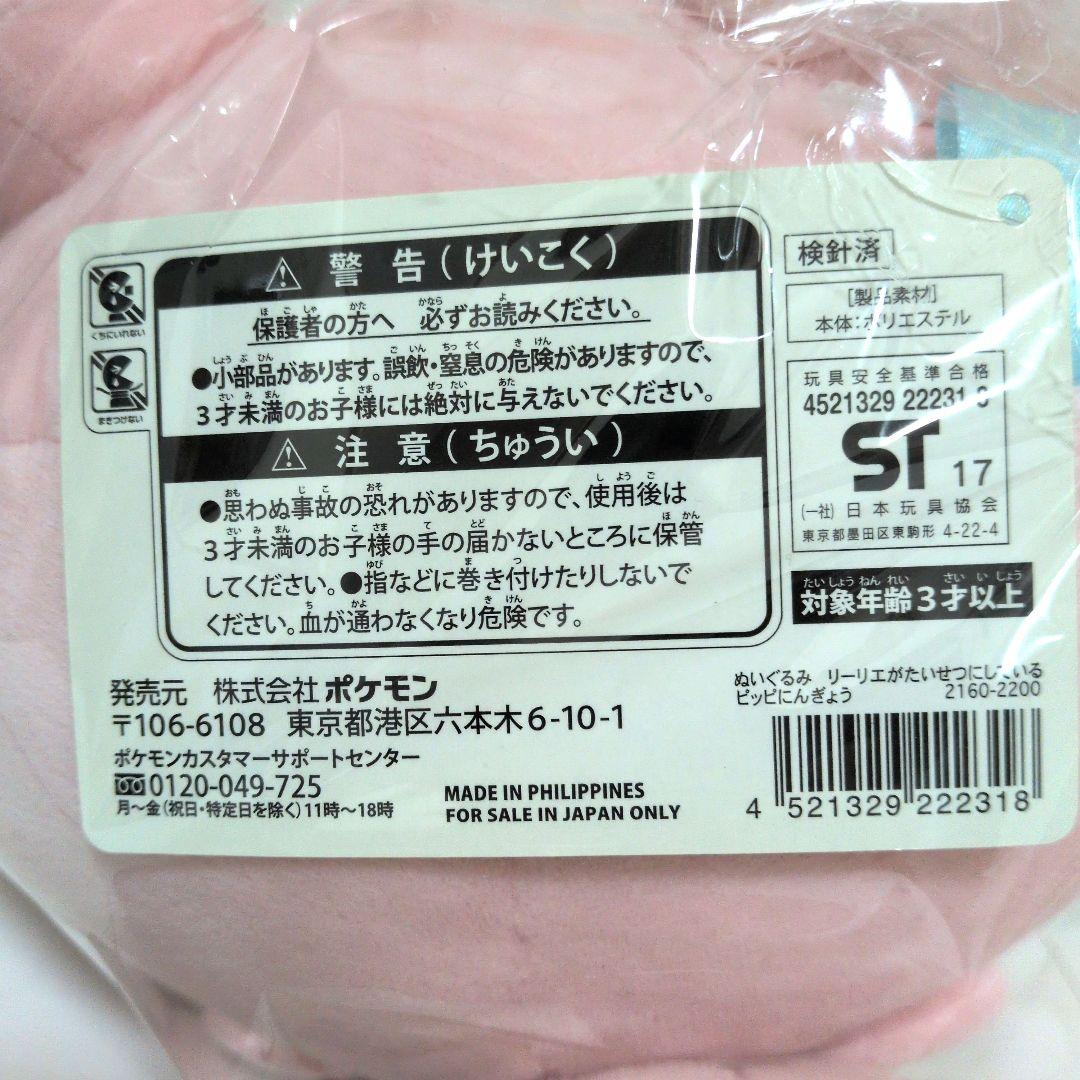 くちにいれない
まきつけない
警 告 ( けいこく )
保護者の方へ 必ずお読みください。
●小部品があります。誤飲・窒息の危険がありますので、
3才未満のお子様には絶対に与えないでください。
注 意 ( ちゅうい )
●思わぬ事故の恐れがありますので、使用後は
3才未満のお子様の手の届かないところに保管
してください。●指などに巻き付けたりしないで
ください。血が通わなくなり危険です。
検針済
[製品素材]
本体:ポリエステル
玩具安全基準合格
4521329 22231
ST 17
(一社) 日本玩具協会
東京都墨田区東駒形 4-22-4
対象年齢3才以上
発売元 株式会社 ポケモン
〒106-6108 東京都港区六本木6-10-1
ポケモンカスタマーサポートセンター
0120-049-725
月〜金(祝日・特定日を除く)11時〜18時
MADE IN PHILIPPINES
FOR SALE IN JAPAN ONLY
ぬいぐるみ リーリエがたいせつにしている
ピッピにんぎょう 2160-2200
4 521329 222318